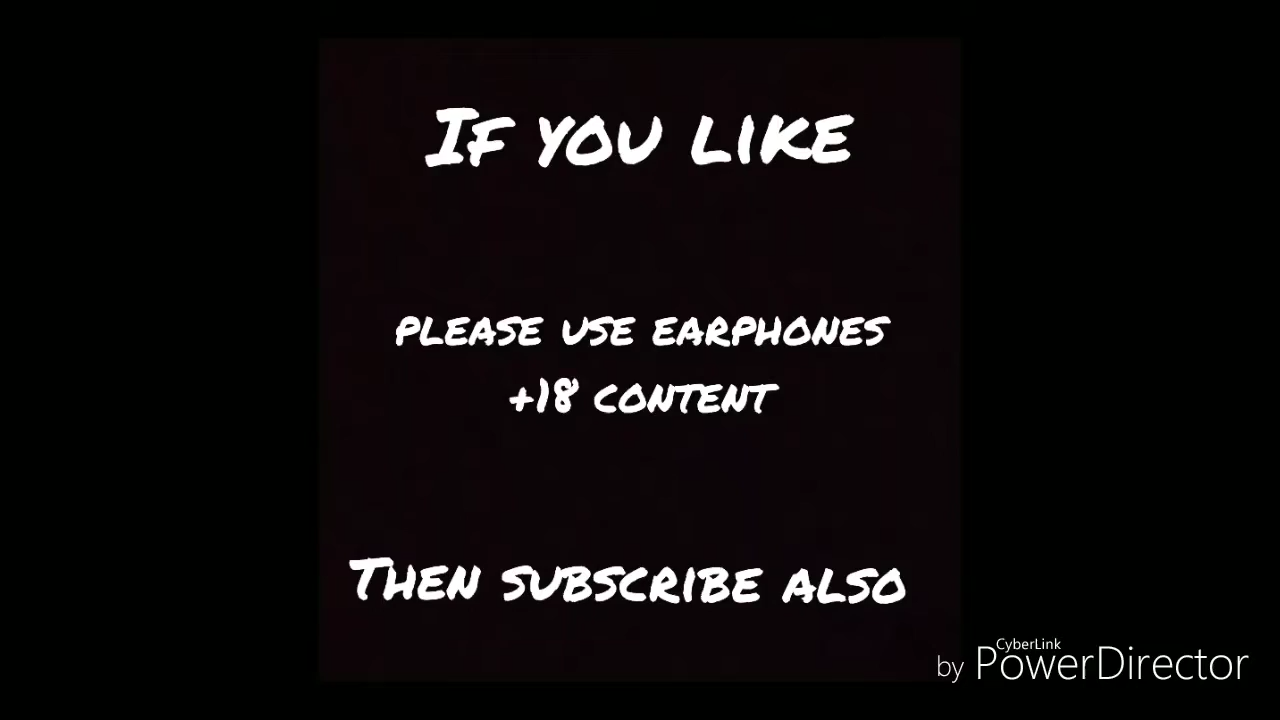 If you like
please use earphones
+18 content
Then subscribe also
CyberLink
by PowerDirector